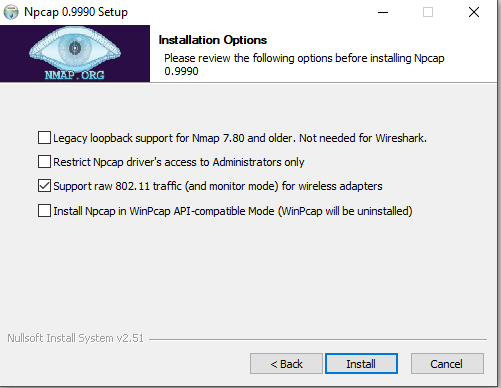 Npcap 0.9990 Setup
NMAP.ORG
Installation Options
Please review the following options before installing Npcap
0.9990
Legacy loopback support for Nmap 7.80 and older. Not needed for Wireshark.
Restrict Npcap driver's access to Administrators only
Support raw 802.11 traffic (and monitor mode) for wireless adapters
Install Npcap in WinPcap API-compatible Mode (WinPcap will be uninstalled)
Nullsoft Install System v2.51
< Back
Install
Cancel